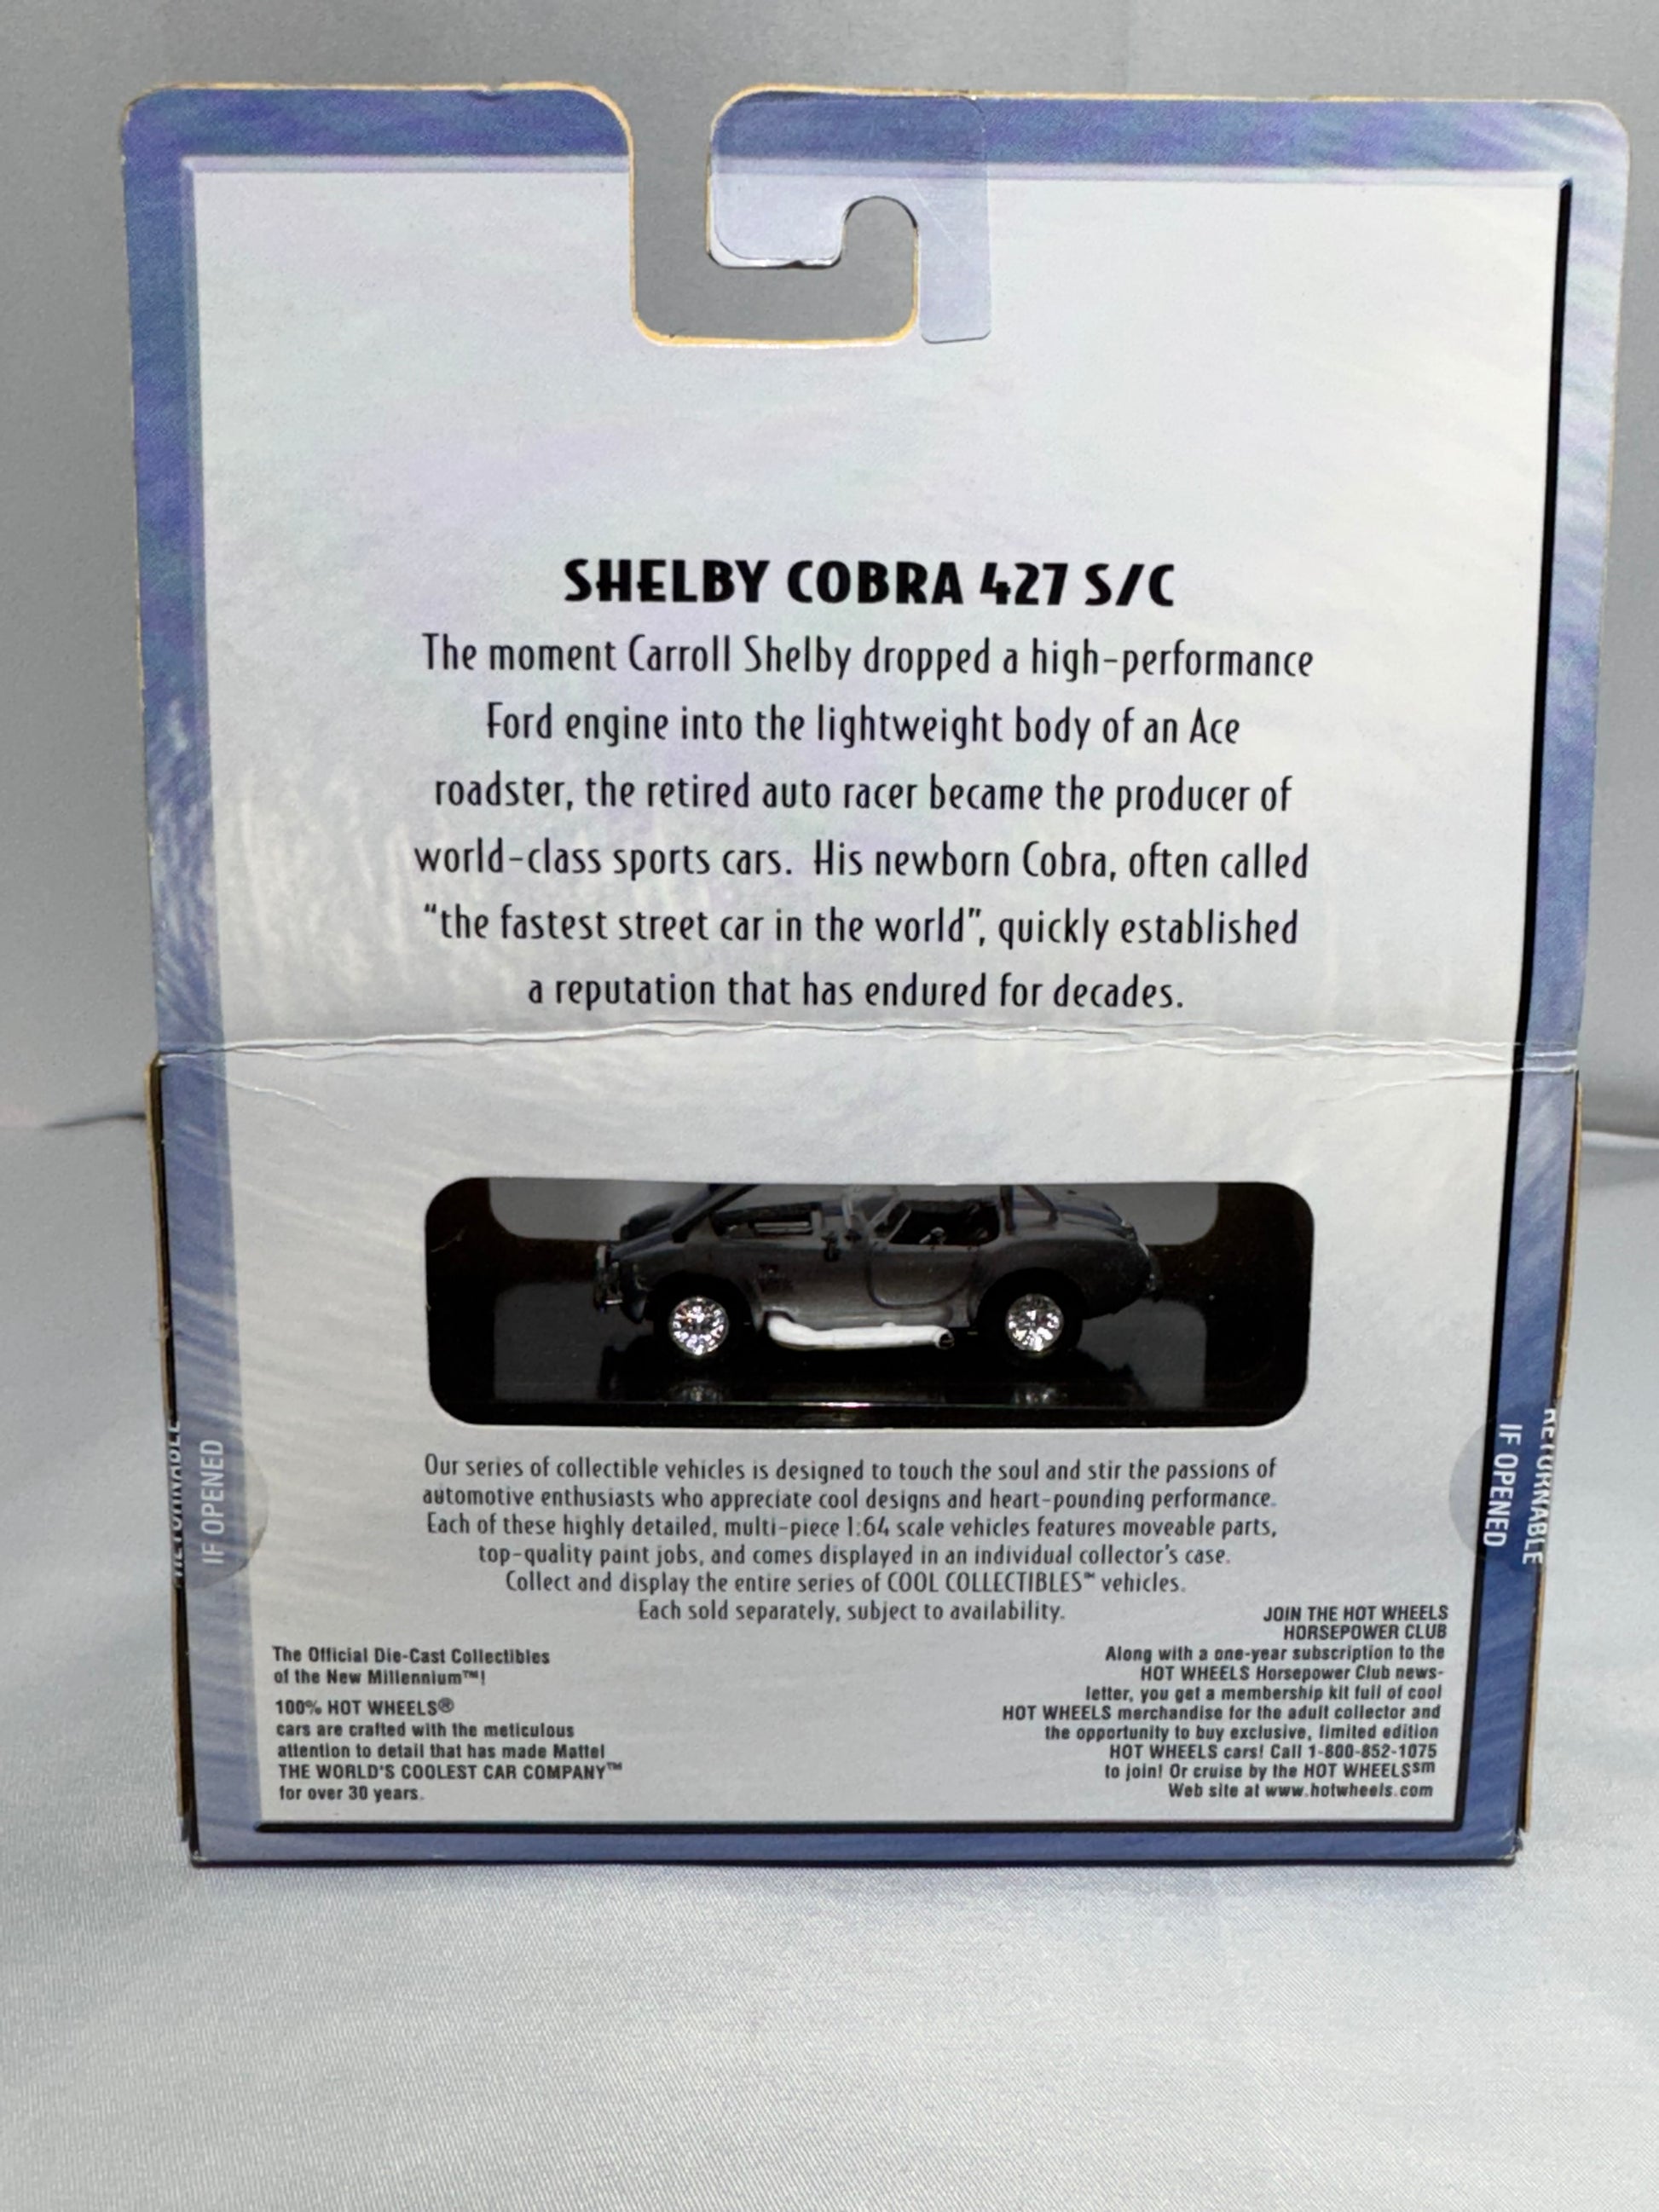 SHELBY COBRA 427 S/C
The moment Carroll Shelby dropped a high-performance
Ford engine into the lightweight body of an Ace
roadster, the retired auto racer became the producer of
world-class sports cars. His newborn Cobra, often called
“the fastest street car in the world”, quickly established
a reputation that has endured for decades.
RETURNABLE
IF OPENED
IF OPENED
RETURNABLE
Our series of collectible vehicles is designed to touch the soul and stir the passions of
automotive enthusiasts who appreciate cool designs and heart-pounding performance.
Each of these highly detailed, multi-piece 1:64 scale vehicles features moveable parts,
top-quality paint jobs, and comes displayed in an individual collector's case.
Collect and display the entire series of COOL COLLECTIBLES™ vehicles.
Each sold separately, subject to availability.
The Official Die-Cast Collectibles
of the New Millennium™!
100% HOT WHEELS®
cars are crafted with the meticulous
attention to detail that has made Mattel
THE WORLD'S COOLEST CAR COMPANY™
for over 30 years.
JOIN THE HOT WHEELS
HORSEPOWER CLUB
Along with a one-year subscription to the
HOT WHEELS Horsepower Club news-
letter, you get a membership kit full of cool
HOT WHEELS merchandise for the adult collector and
the opportunity to buy exclusive, limited edition
HOT WHEELS cars! Call 1-800-852-1075
to join! Or cruise by the HOT WHEELS℠
Web site at www.hotwheels.com